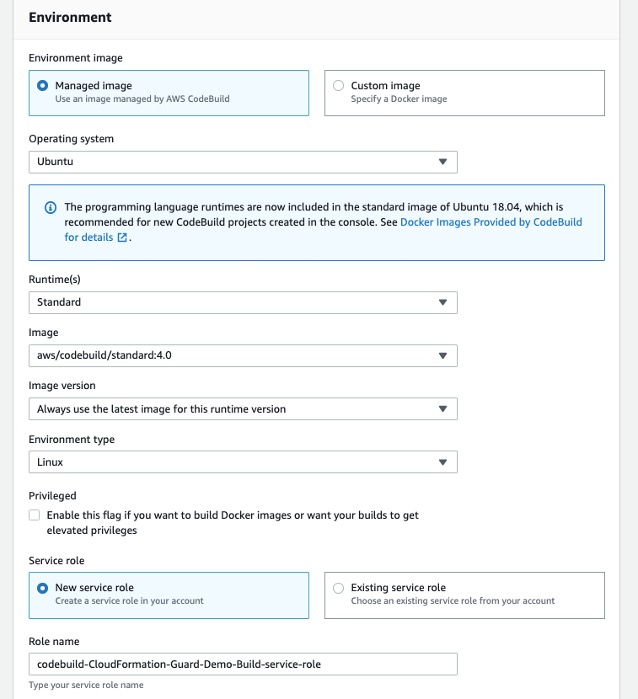 Environment
Environment image
Managed image
Use an image managed by AWS CodeBuild
Custom image
Specify a Docker image
Operating system
Ubuntu
The programming language runtimes are now included in the standard image of Ubuntu 18.04, which is
recommended for new CodeBuild projects created in the console. See Docker Images Provided by CodeBuild
for details .
Runtime(s)
Standard
Image
aws/codebuild/standard:4.0
Image version
Always use the latest image for this runtime version
Environment type
Linux
Privileged
Enable this flag if you want to build Docker images or want your builds to get
elevated privileges
Service role
New service role
Create a service role in your account
Existing service role
Choose an existing service role from your account
Role name
codebuild-CloudFormation-Guard-Demo-Build-service-role
Type your service role name